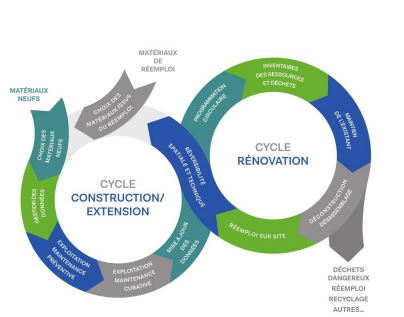 MATÉRIAUX
DE
RÉEMPLOI
MATÉRIAUX
NEUFS
CHOIX DES
MATÉRIAUX
NEUFS
CHOIX DES
MATÉRIAUX ISSUS
DU RÉEMPLOI
GESTION DES
DONNÉES
EXPLOITATION
MAINTENANCE
PRÉVENTIVE
EXPLOITATION
MAINTENANCE
CURATIVE
MISE À JOUR
DES
DONNÉES
CYCLE
CONSTRUCTION/
EXTENSION
RÉVERSIBILITÉ
SPATIALE ET TECHNIQUE
PROGRAMMATION
CIRCULAIRE
INVENTAIRES
DES RESSOURCES
ET DÉCHETS
MAINTIEN
DE L'EXISTANT
DÉCONSTRUCTION
DÉSASSEMBLAGE
RÉEMPLOI SUR SITE
CYCLE
RÉNOVATION
DÉCHETS
DANGEREUX
RÉEMPLOI
RECYCLAGE
AUTRES...